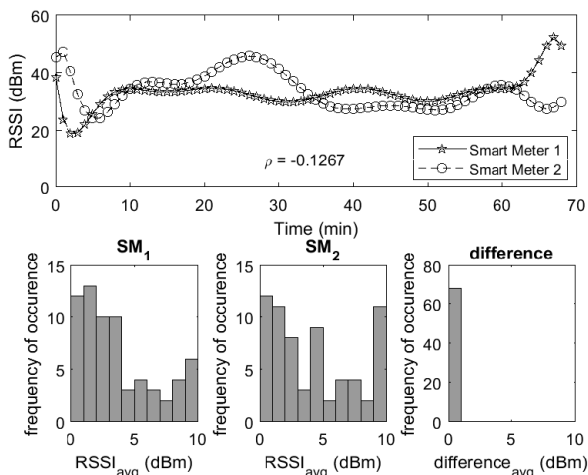 60
40
20
0
RSSI (dBm)
0 10 20 30 40 50 60 70 80
Time (min)
ρ = -0.1267
Smart Meter 1
Smart Meter 2
SM1
15
10
5
0
frequency of occurence
0 5 10
RSSIavg (dBm)
SM2
15
10
5
0
frequency of occurence
0 5 10
RSSIavg (dBm)
difference
80
60
40
20
0
frequency of occurence
0 5 10
differenceavg (dBm)